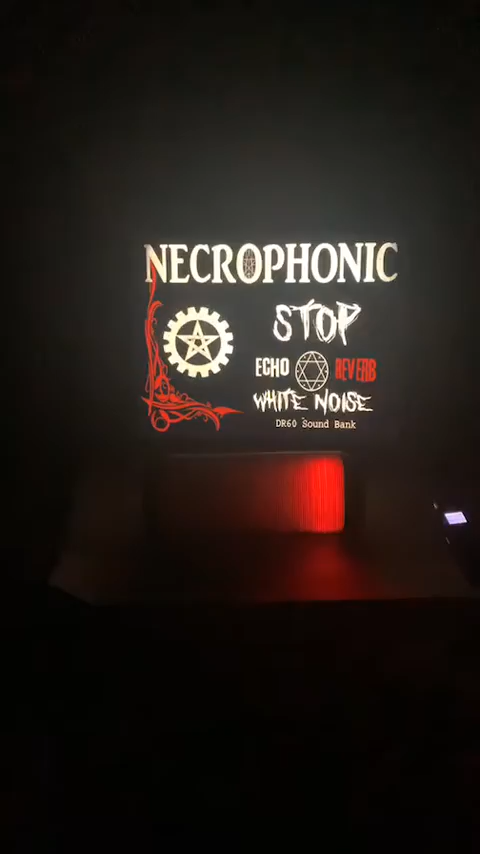 NECROPHONIC
STOP
ECHO REVERB
WHITE NOISE
DR60 Sound Bank